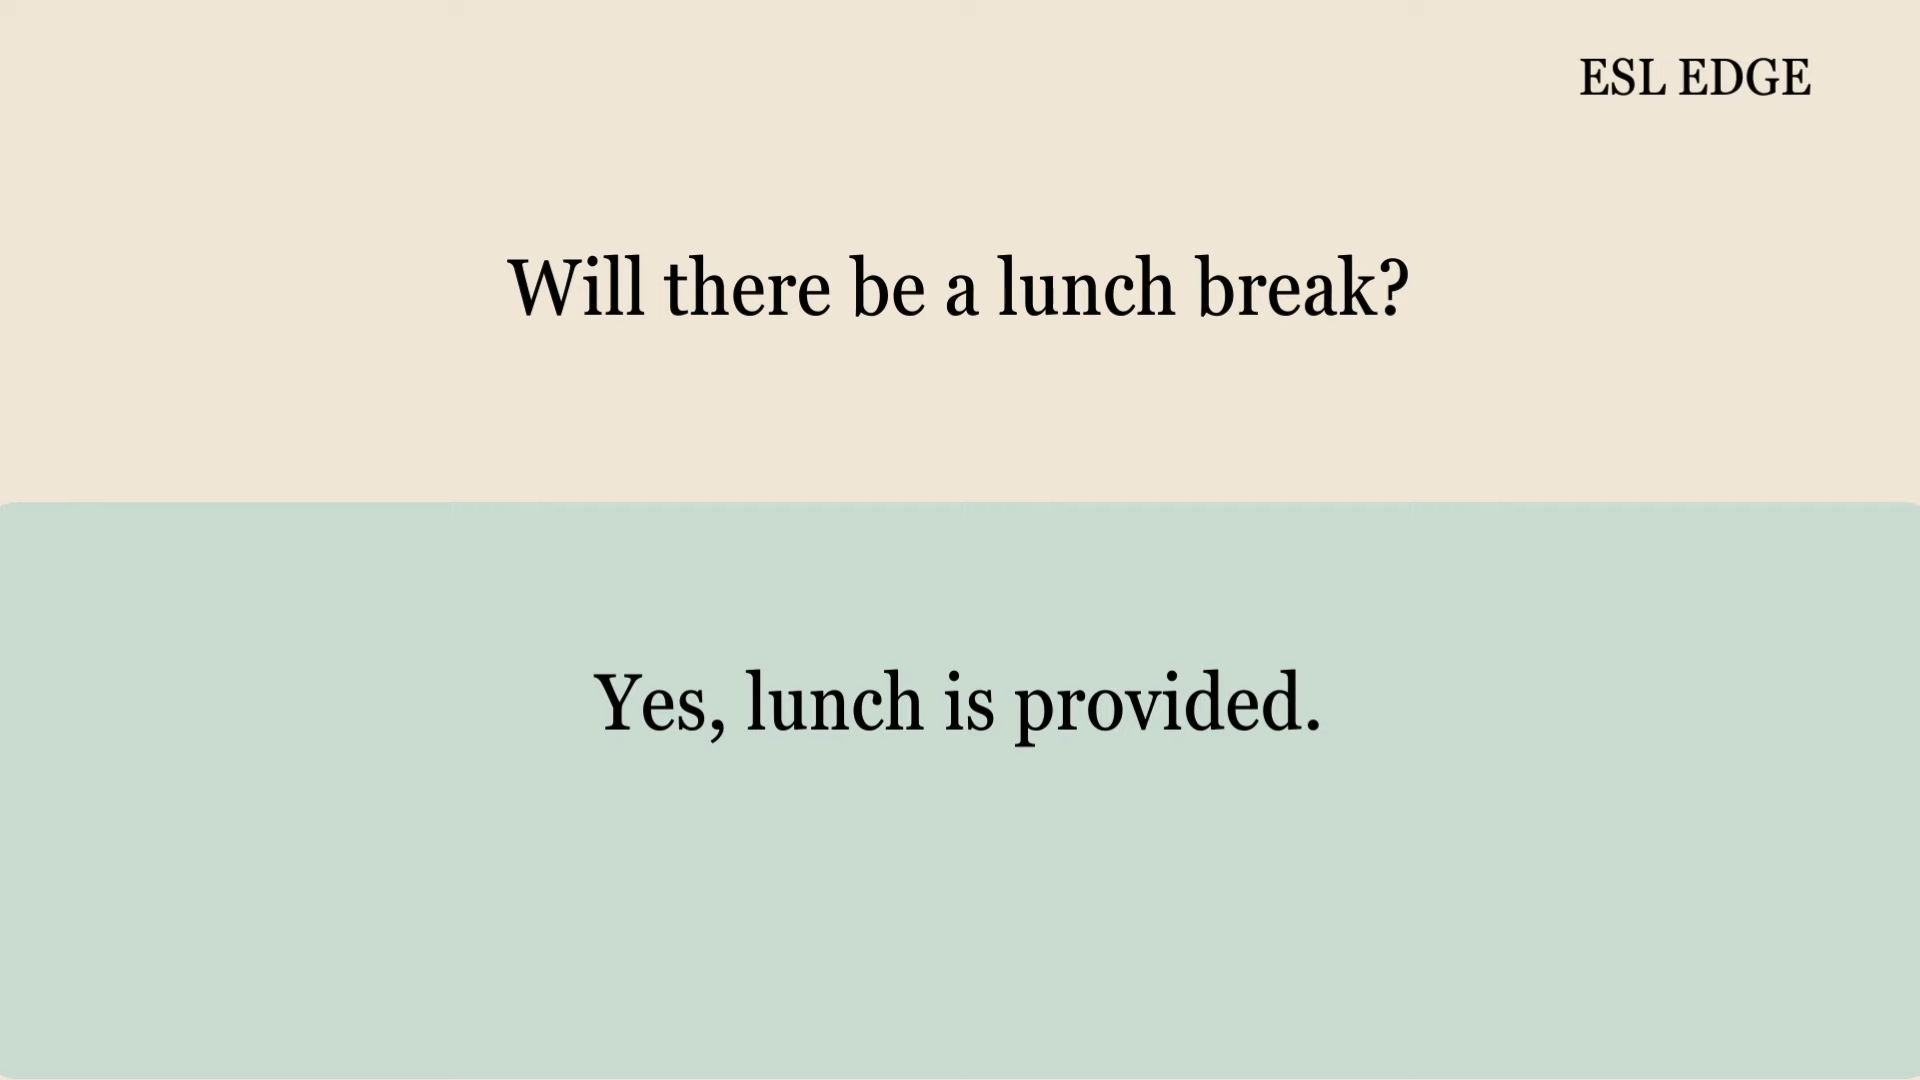 ESL EDGE
Will there be a lunch break?
Yes, lunch is provided.